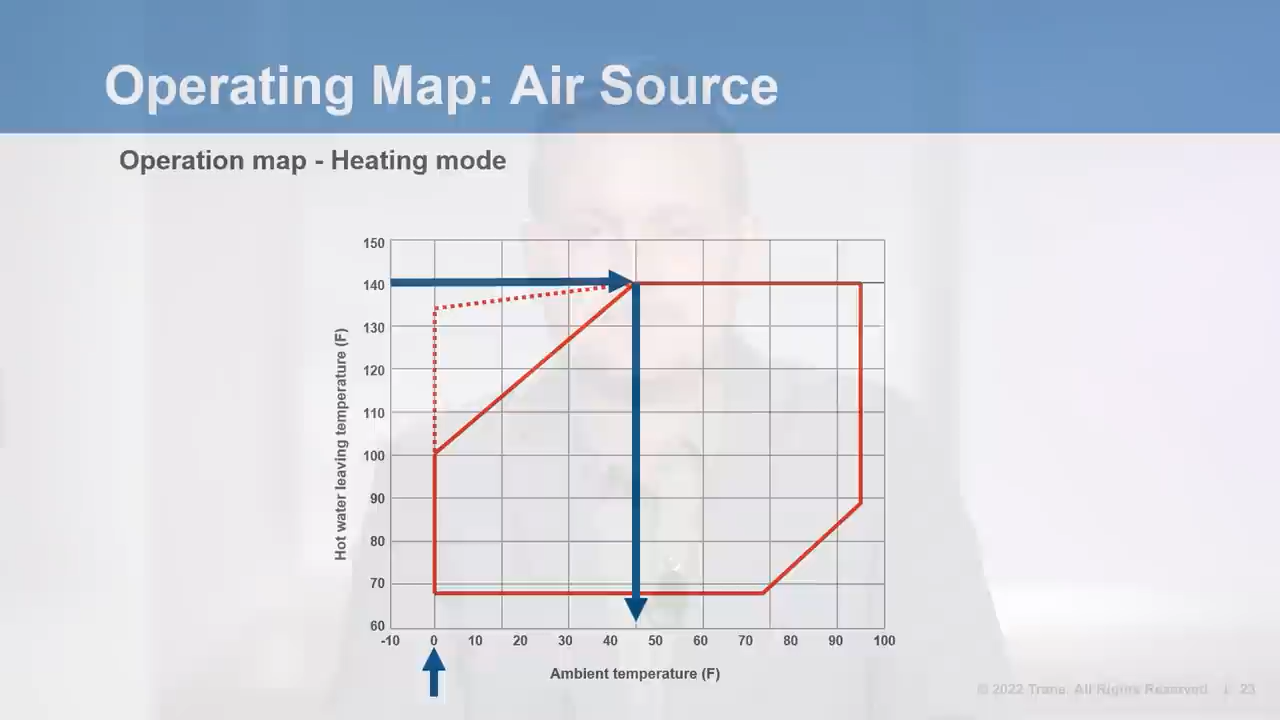 Operating Map: Air Source
Operation map - Heating mode
150
140
130
120
110
100
90
80
70
60
Hot water leaving temperature (F)
-10 0 10 20 30 40 50 60 70 80 90 100
Ambient temperature (F)
© 2022 Trane. All Rights Reserved. | 23